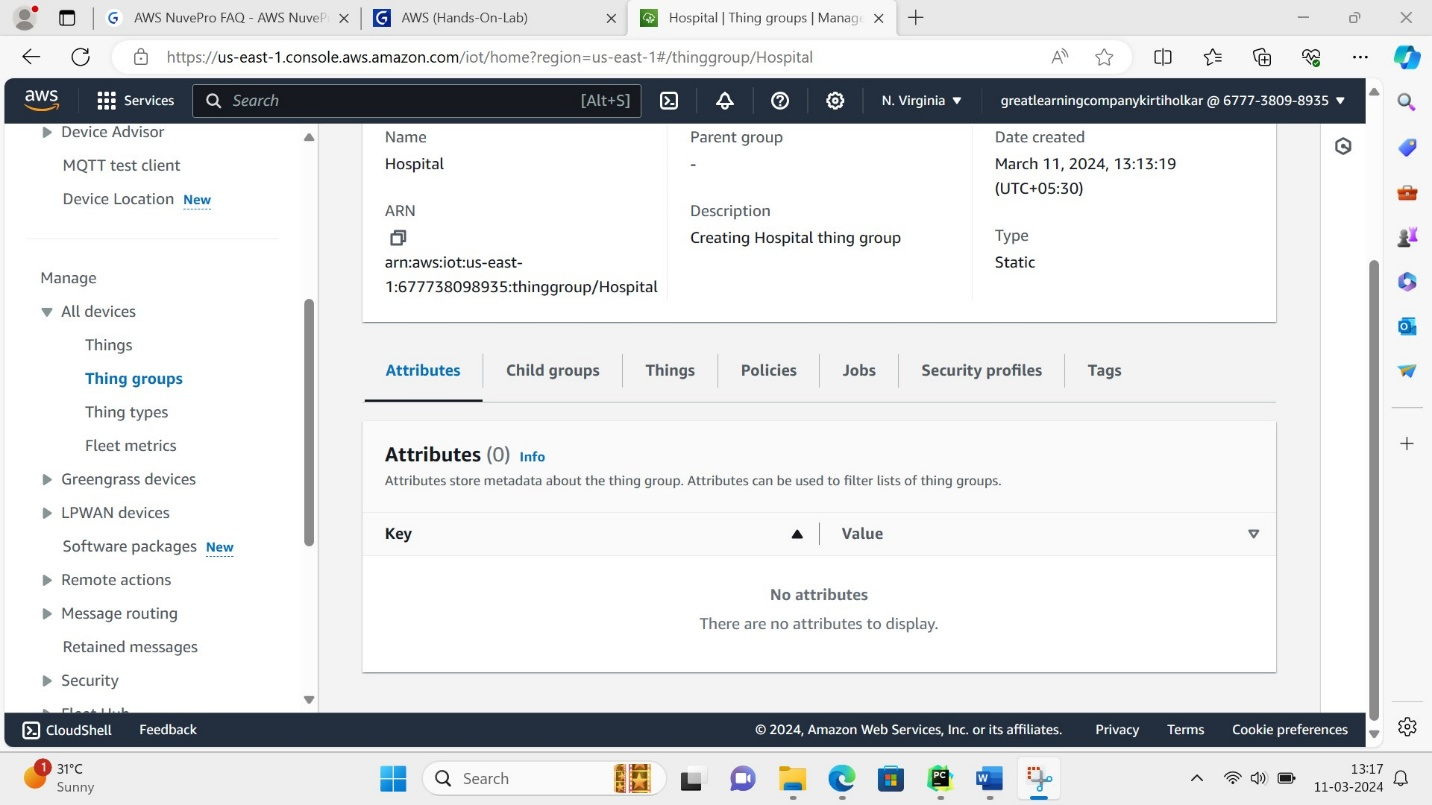 AWS NuvePro FAQ - AWS NuveP
AWS (Hands-On-Lab)
Hospital | Thing groups | Manage
https://us-east-1.console.aws.amazon.com/iot/home?region=us-east-1#/thinggroup/Hospital
aws
Services
Search
[Alt+S]
N. Virginia
greatlearningcompanykirtiholkar @ 6777-3809-8935
Device Advisor
MQTT test client
Device Location New
Manage
All devices
Things
Thing groups
Thing types
Fleet metrics
Greengrass devices
LPWAN devices
Software packages New
Remote actions
Message routing
Retained messages
Security
Fleet Hub
Name
Hospital
ARN
arn:aws:iot:us-east-
1:677738098935:thinggroup/Hospital
Parent group
-
Description
Creating Hospital thing group
Date created
March 11, 2024, 13:13:19
(UTC+05:30)
Type
Static
Attributes
Child groups
Things
Policies
Jobs
Security profiles
Tags
Attributes (0) Info
Attributes store metadata about the thing group. Attributes can be used to filter lists of thing groups.
Key
Value
No attributes
There are no attributes to display.
CloudShell
Feedback
© 2024, Amazon Web Services, Inc. or its affiliates.
Privacy
Terms
Cookie preferences
1
31°C
Sunny
Search
PC
W
13:17
11-03-2024